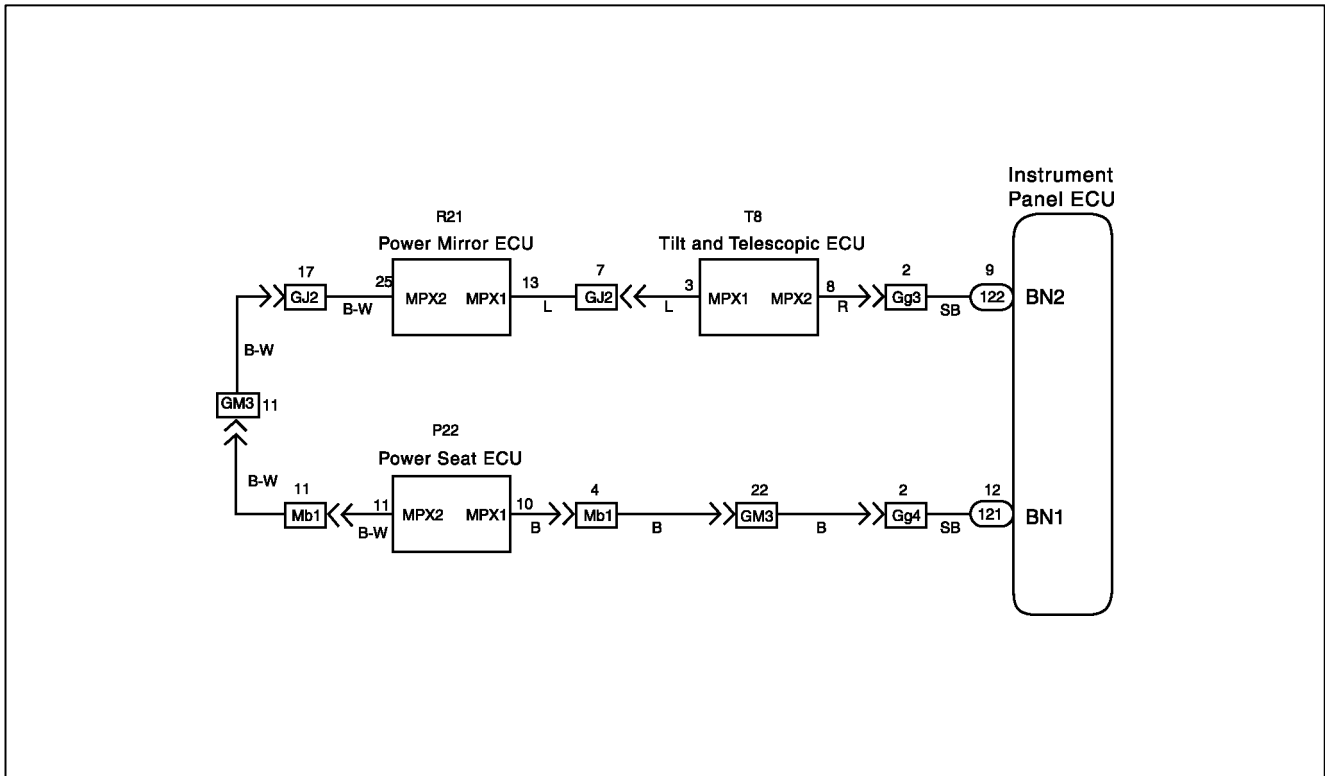 Instrument
Panel ECU
R21
Power Mirror ECU
T8
Tilt and Telescopic ECU
17
GJ2
B-W
25
MPX2 MPX1
13
L
7
GJ2
L
3
MPX1 MPX2
8
R
2
Gg3
SB
9
122
BN2
B-W
GM3 11
B-W
P22
Power Seat ECU
11
Mb1
11
B-W
MPX2 MPX1
10
B
4
Mb1
B
22
GM3
B
2
Gg4
SB
12
121
BN1